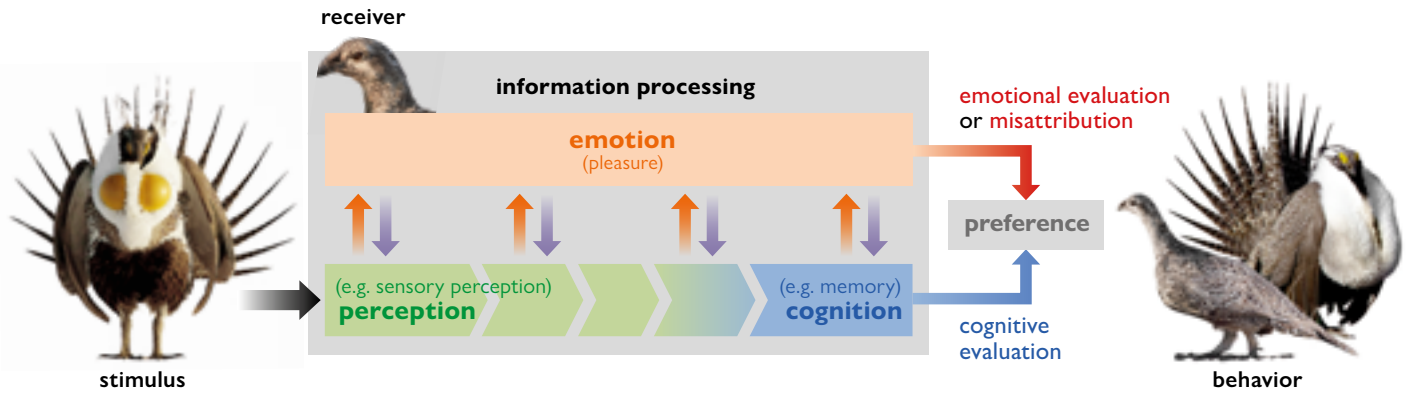 receiver
information processing
emotion
(pleasure)
emotional evaluation
or misattribution
preference
(e.g. sensory perception)
perception
(e.g. memory)
cognition
cognitive
evaluation
stimulus
behavior